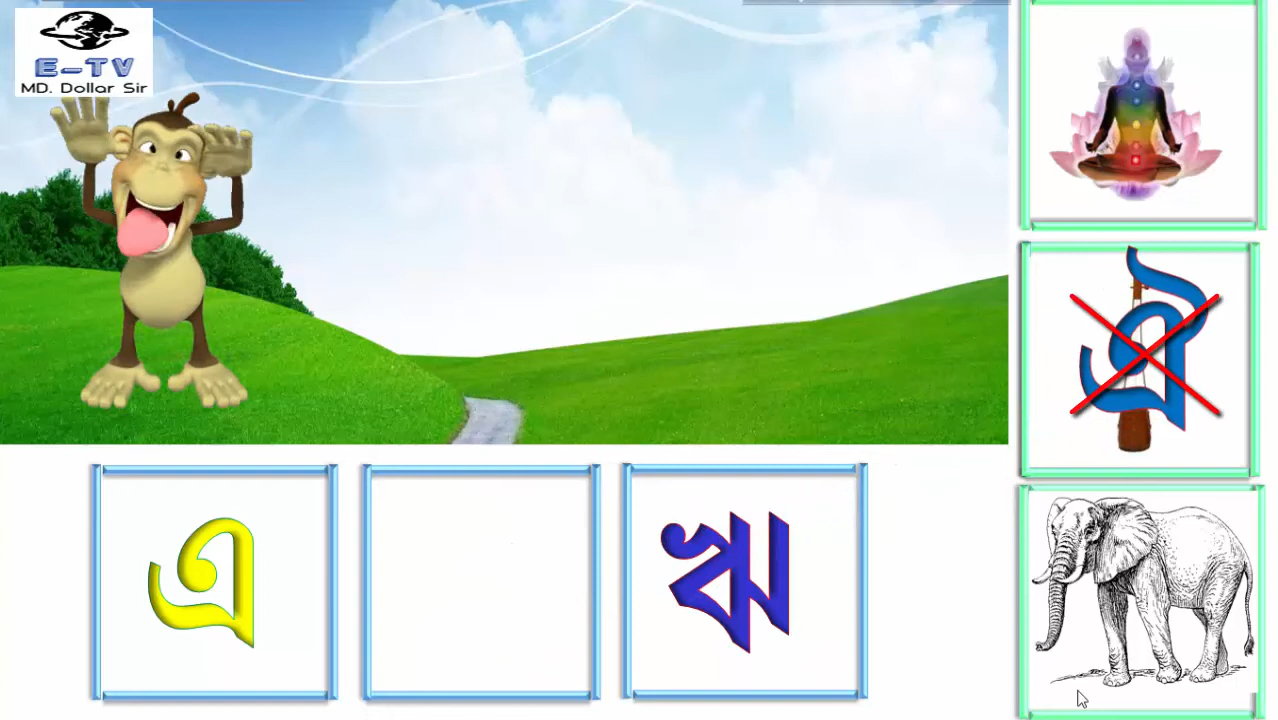 E-TV
MD. Dollar Sir
ঐ
এ ঋ